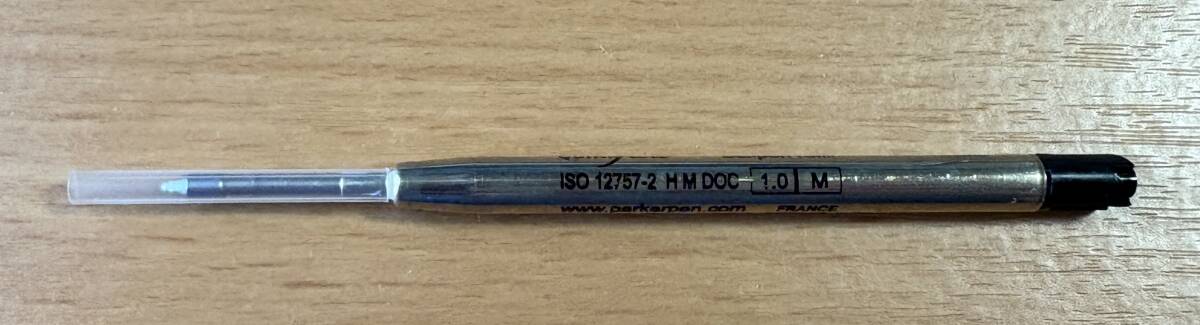 ISO 12757-2 H M DOC 1.0 M
www.parkerpen.com FRANCE